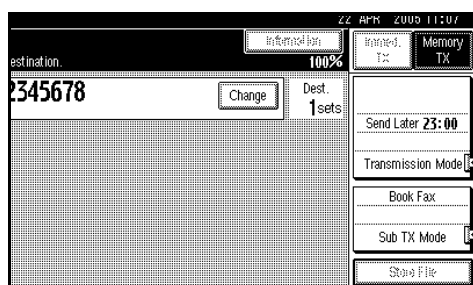 22 APR 2005 11:07
Information
Immed. TX
Memory TX
estination.
100%
2345678
Change
Dest.
1sets
Send Later 23:00
Transmission Mode
Book Fax
Sub TX Mode
Store File